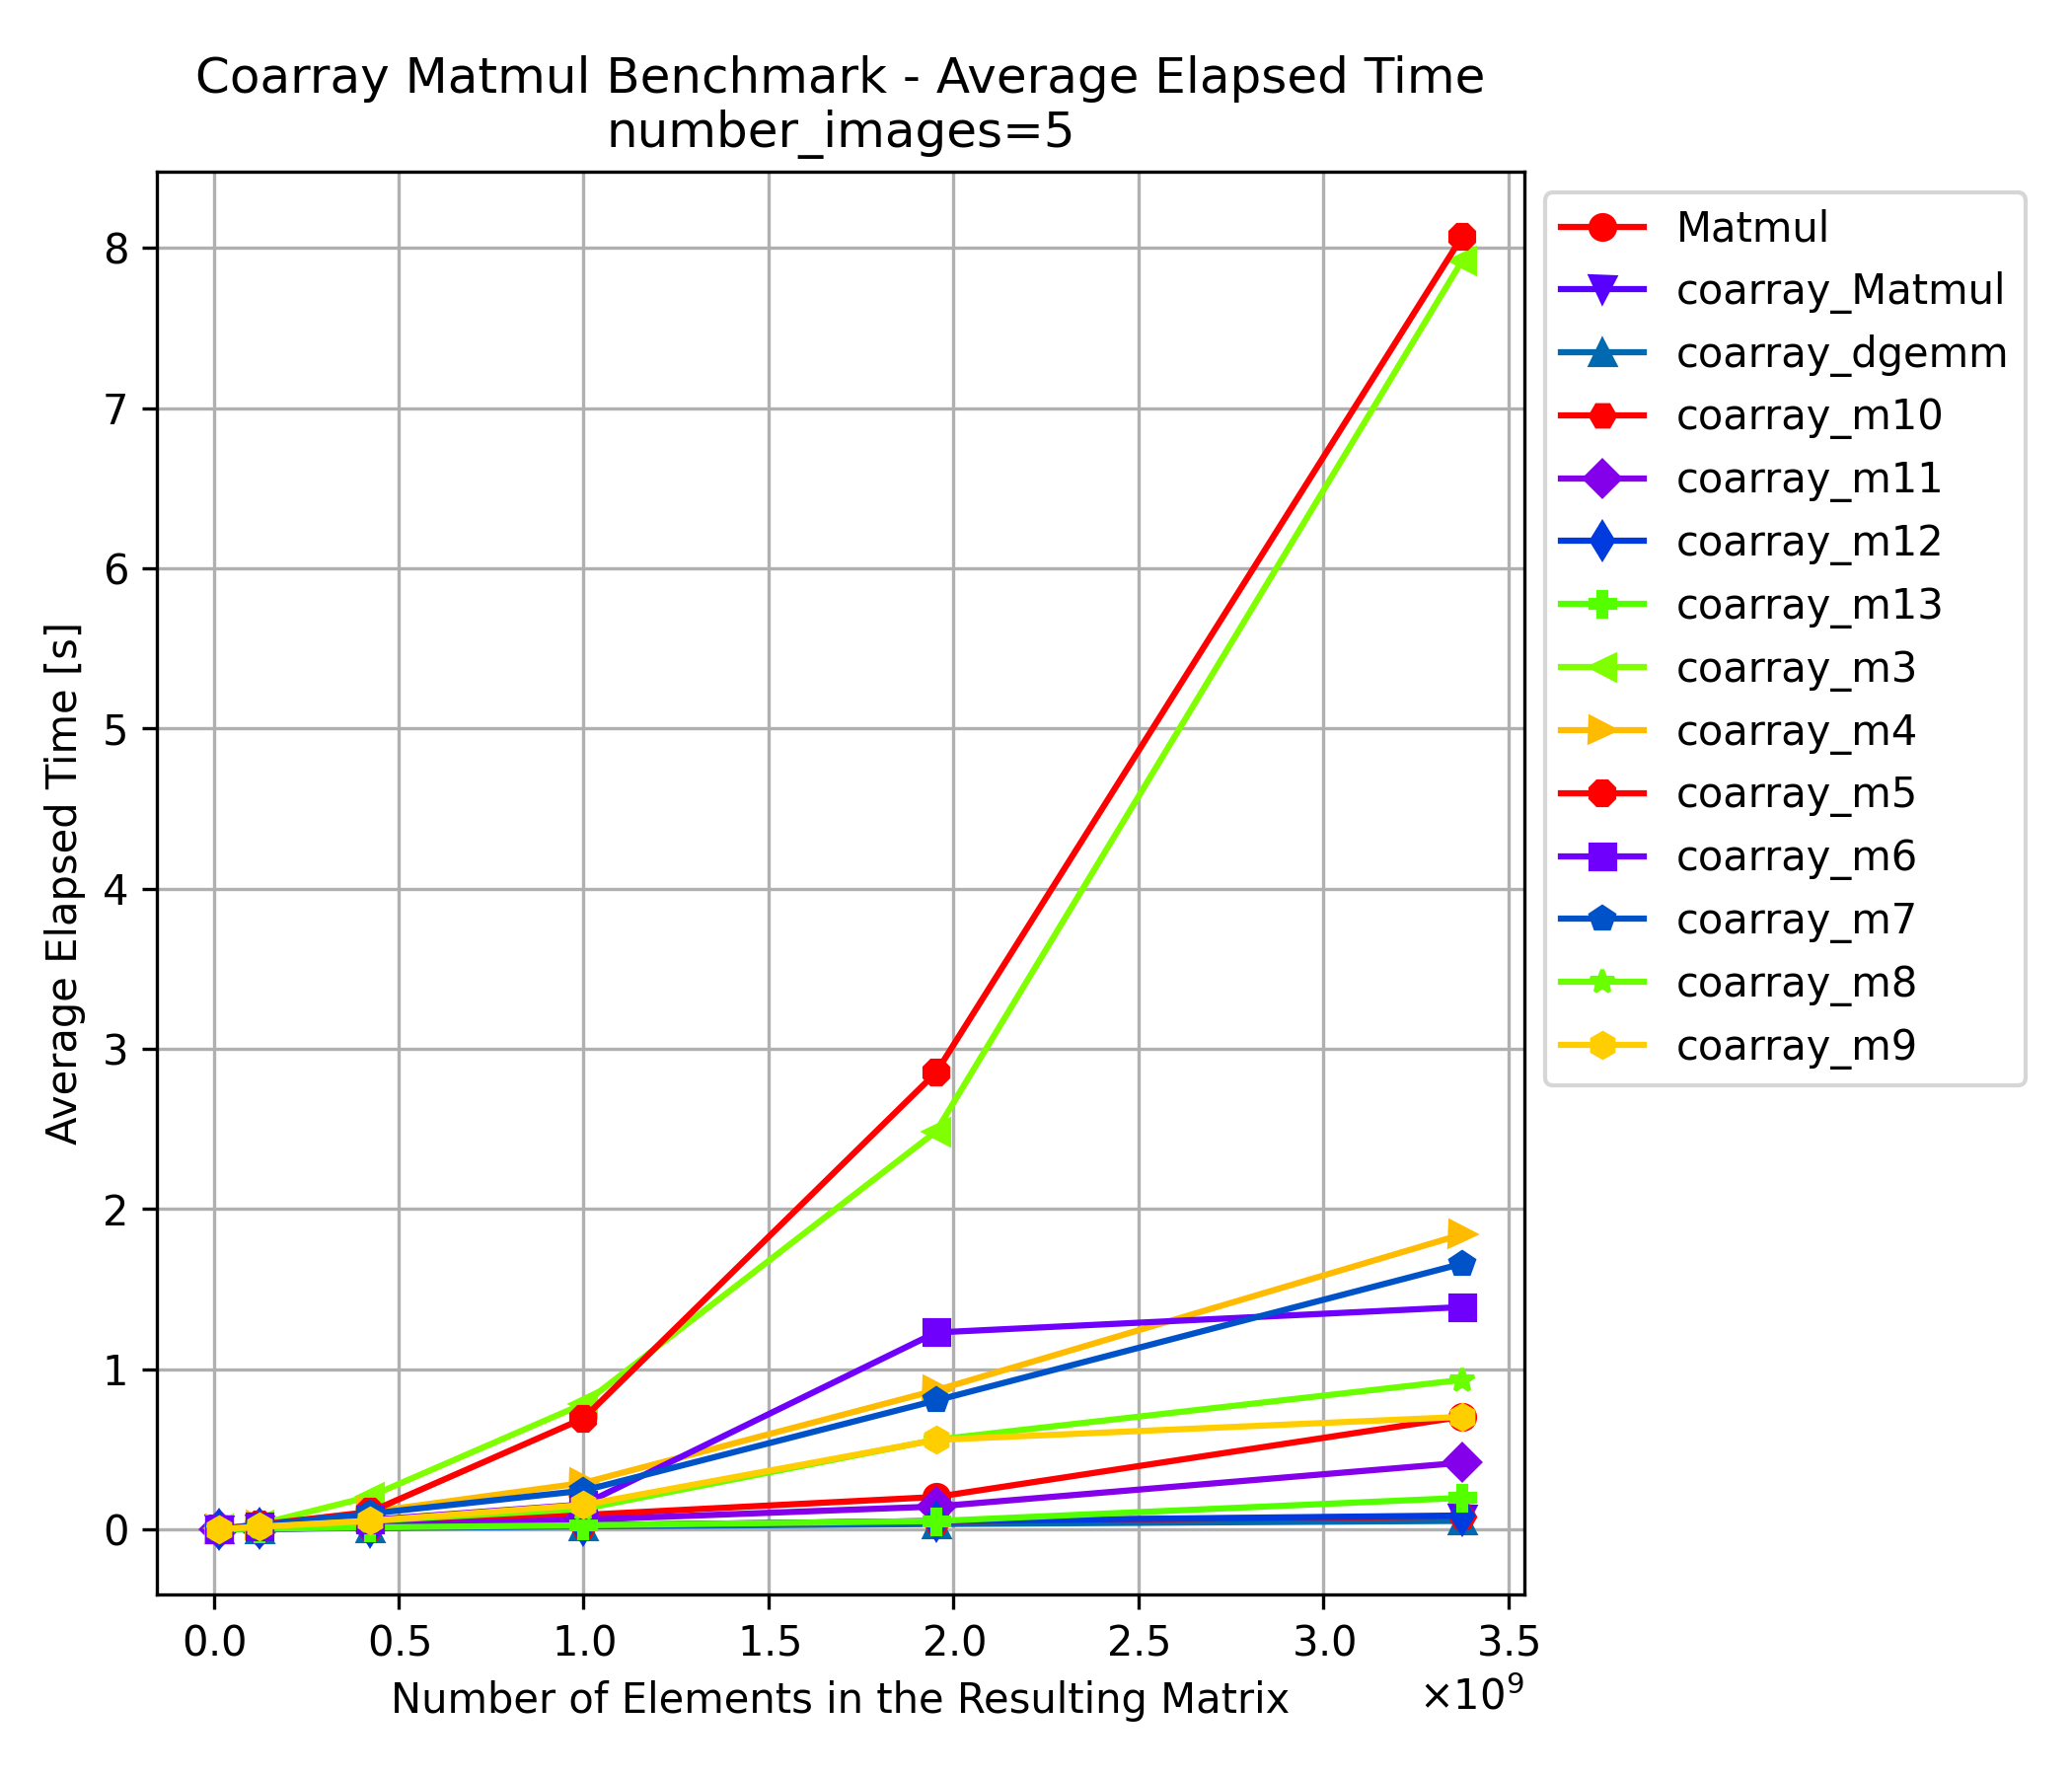 Coarray Matmul Benchmark - Average Elapsed Time
number_images=5
Average Elapsed Time [s]
8
7
6
5
4
3
2
1
0
0.0 0.5 1.0 1.5 2.0 2.5 3.0 3.5
×10⁹
Number of Elements in the Resulting Matrix
Matmul
coarray_Matmul
coarray_dgemm
coarray_m10
coarray_m11
coarray_m12
coarray_m13
coarray_m3
coarray_m4
coarray_m5
coarray_m6
coarray_m7
coarray_m8
coarray_m9